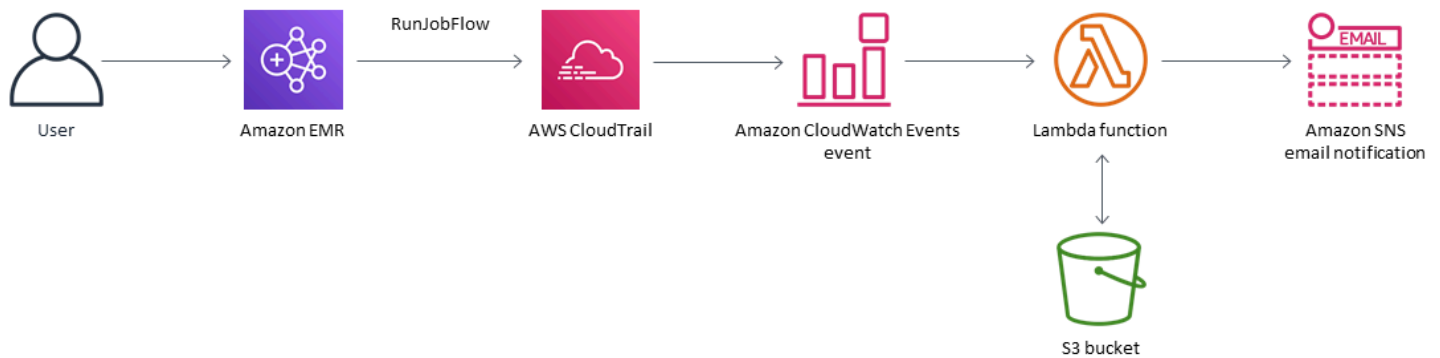 RunJobFlow
EMAIL
User
Amazon EMR
AWS CloudTrail
Amazon CloudWatch Events
event
Lambda function
Amazon SNS
email notification
S3 bucket